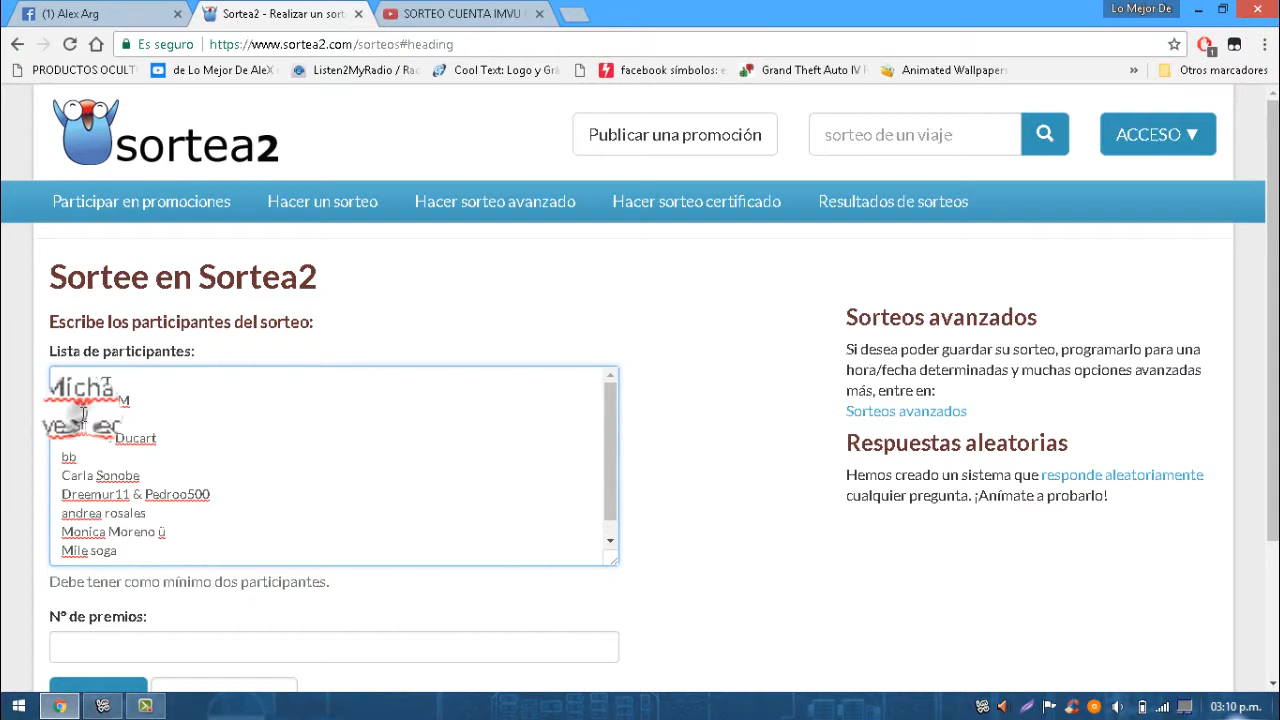 (1) Alex Arg
Sortea2 - Realizar un sort
SORTEO CUENTA IMVU (
Lo Mejor De
Es seguro
https://www.sortea2.com/sorteos#heading
1
PRODUCTOS OCULT
de Lo Mejor De AleX
Listen2MyRadio / Rac
Cool Text: Logo y Gra
facebook símbolos: e
Grand Theft Auto IV F
Animated Wallpapers
»
Otros marcadores
sortea2
Publicar una promoción
sorteo de un viaje
ACCESO ▼
Participar en promociones
Hacer un sorteo
Hacer sorteo avanzado
Hacer sorteo certificado
Resultados de sorteos
Sortee en Sortea2
Escribe los participantes del sorteo:
Lista de participantes:
Micha
M
Ducart
bb
Carla Sonobe
Dreemur11 & Pedroo500
andrea rosales
Monica Moreno ü
Mile soga
Debe tener como mínimo dos participantes.
Nº de premios:
Sorteos avanzados
Si desea poder guardar su sorteo, programarlo para una
hora/fecha determinadas y muchas opciones avanzadas
más, entre en:
Sorteos avanzados
Respuestas aleatorias
Hemos creado un sistema que responde aleatoriamente
cualquier pregunta. ¡Anímate a probarlo!
03:10 p.m.